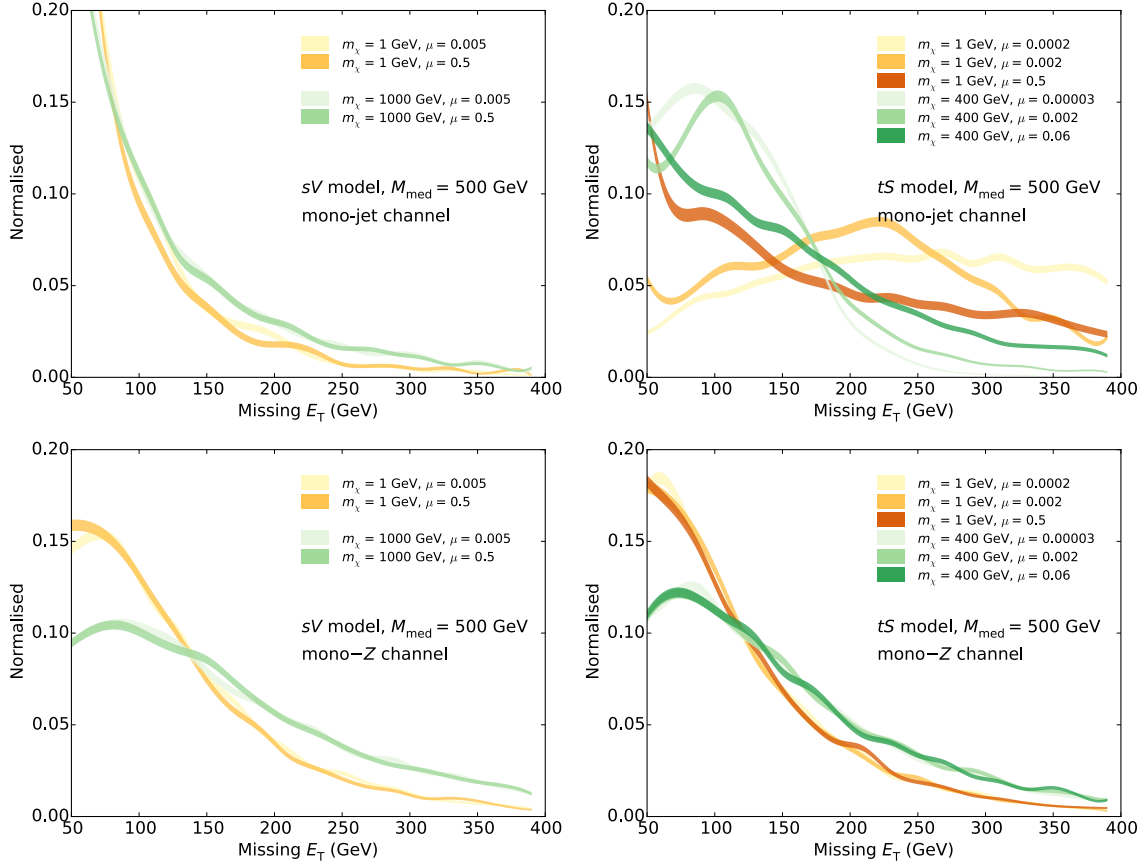 0.20
0.15
0.10
0.05
0.00
50 100 150 200 250 300 350 400
Normalised
Missing E_T (GeV)
m_χ = 1 GeV, μ = 0.005
m_χ = 1 GeV, μ = 0.5
m_χ = 1000 GeV, μ = 0.005
m_χ = 1000 GeV, μ = 0.5
sV model, M_med = 500 GeV
mono-jet channel
0.20
0.15
0.10
0.05
0.00
50 100 150 200 250 300 350 400
Normalised
Missing E_T (GeV)
m_χ = 1 GeV, μ = 0.0002
m_χ = 1 GeV, μ = 0.002
m_χ = 1 GeV, μ = 0.5
m_χ = 400 GeV, μ = 0.00003
m_χ = 400 GeV, μ = 0.002
m_χ = 400 GeV, μ = 0.06
tS model, M_med = 500 GeV
mono-jet channel
0.20
0.15
0.10
0.05
0.00
50 100 150 200 250 300 350 400
Normalised
Missing E_T (GeV)
m_χ = 1 GeV, μ = 0.005
m_χ = 1 GeV, μ = 0.5
m_χ = 1000 GeV, μ = 0.005
m_χ = 1000 GeV, μ = 0.5
sV model, M_med = 500 GeV
mono−Z channel
0.20
0.15
0.10
0.05
0.00
50 100 150 200 250 300 350 400
Normalised
Missing E_T (GeV)
m_χ = 1 GeV, μ = 0.0002
m_χ = 1 GeV, μ = 0.002
m_χ = 1 GeV, μ = 0.5
m_χ = 400 GeV, μ = 0.00003
m_χ = 400 GeV, μ = 0.002
m_χ = 400 GeV, μ = 0.06
tS model, M_med = 500 GeV
mono−Z channel